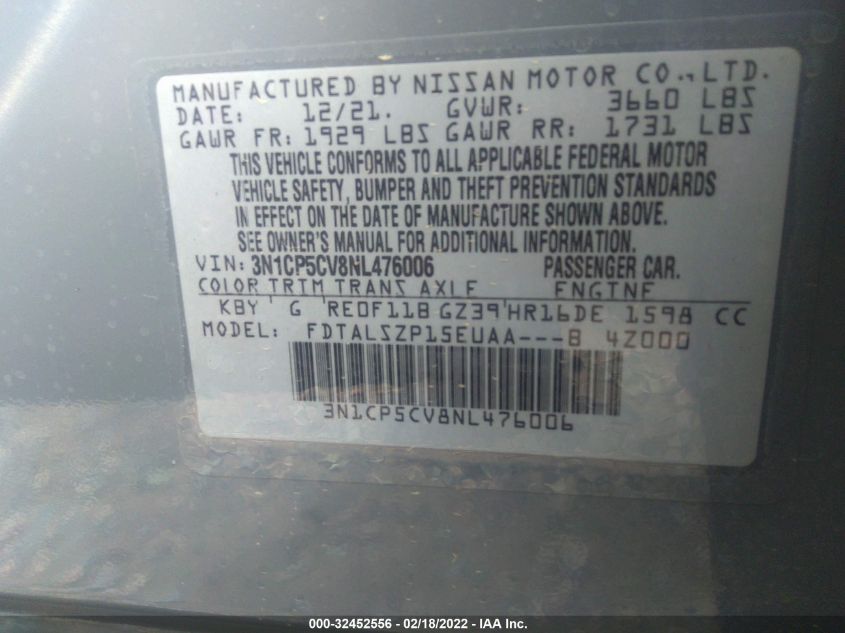 MANUFACTURED BY NISSAN MOTOR CO., LTD.
DATE: 12/21. GVWR: 3660 LBS
GAWR FR: 1929 LBS GAWR RR: 1731 LBS
THIS VEHICLE CONFORMS TO ALL APPLICABLE FEDERAL MOTOR
VEHICLE SAFETY, BUMPER AND THEFT PREVENTION STANDARDS
IN EFFECT ON THE DATE OF MANUFACTURE SHOWN ABOVE.
SEE OWNER'S MANUAL FOR ADDITIONAL INFORMATION.
VIN: 3N1CP5CV8NL476006 PASSENGER CAR.
COLOR TRIM TRANS AXLE ENGINE
KBY G RE0F11B GZ39 HR16DE 1598 CC
MODEL: FDTALSZP15EUAA---B 4Z000
3N1CP5CV8NL476006
000-32452556 - 02/18/2022 - IAA Inc.